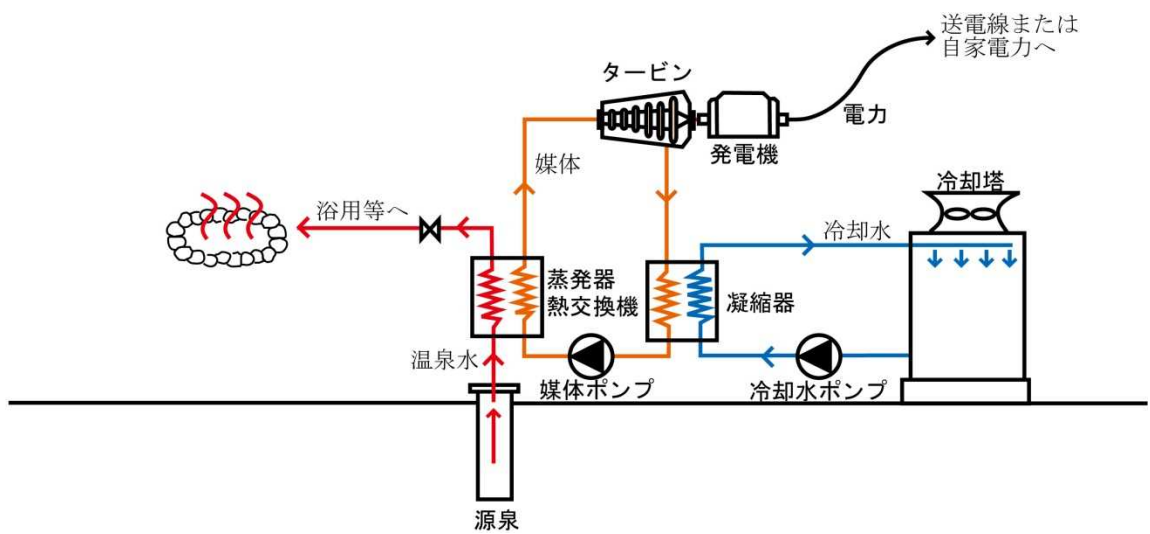 送電線または
自家電力へ
タービン
電力
発電機
媒体
冷却塔
浴用等へ
冷却水
蒸発器
熱交換機
凝縮器
温泉水
媒体ポンプ
冷却水ポンプ
源泉